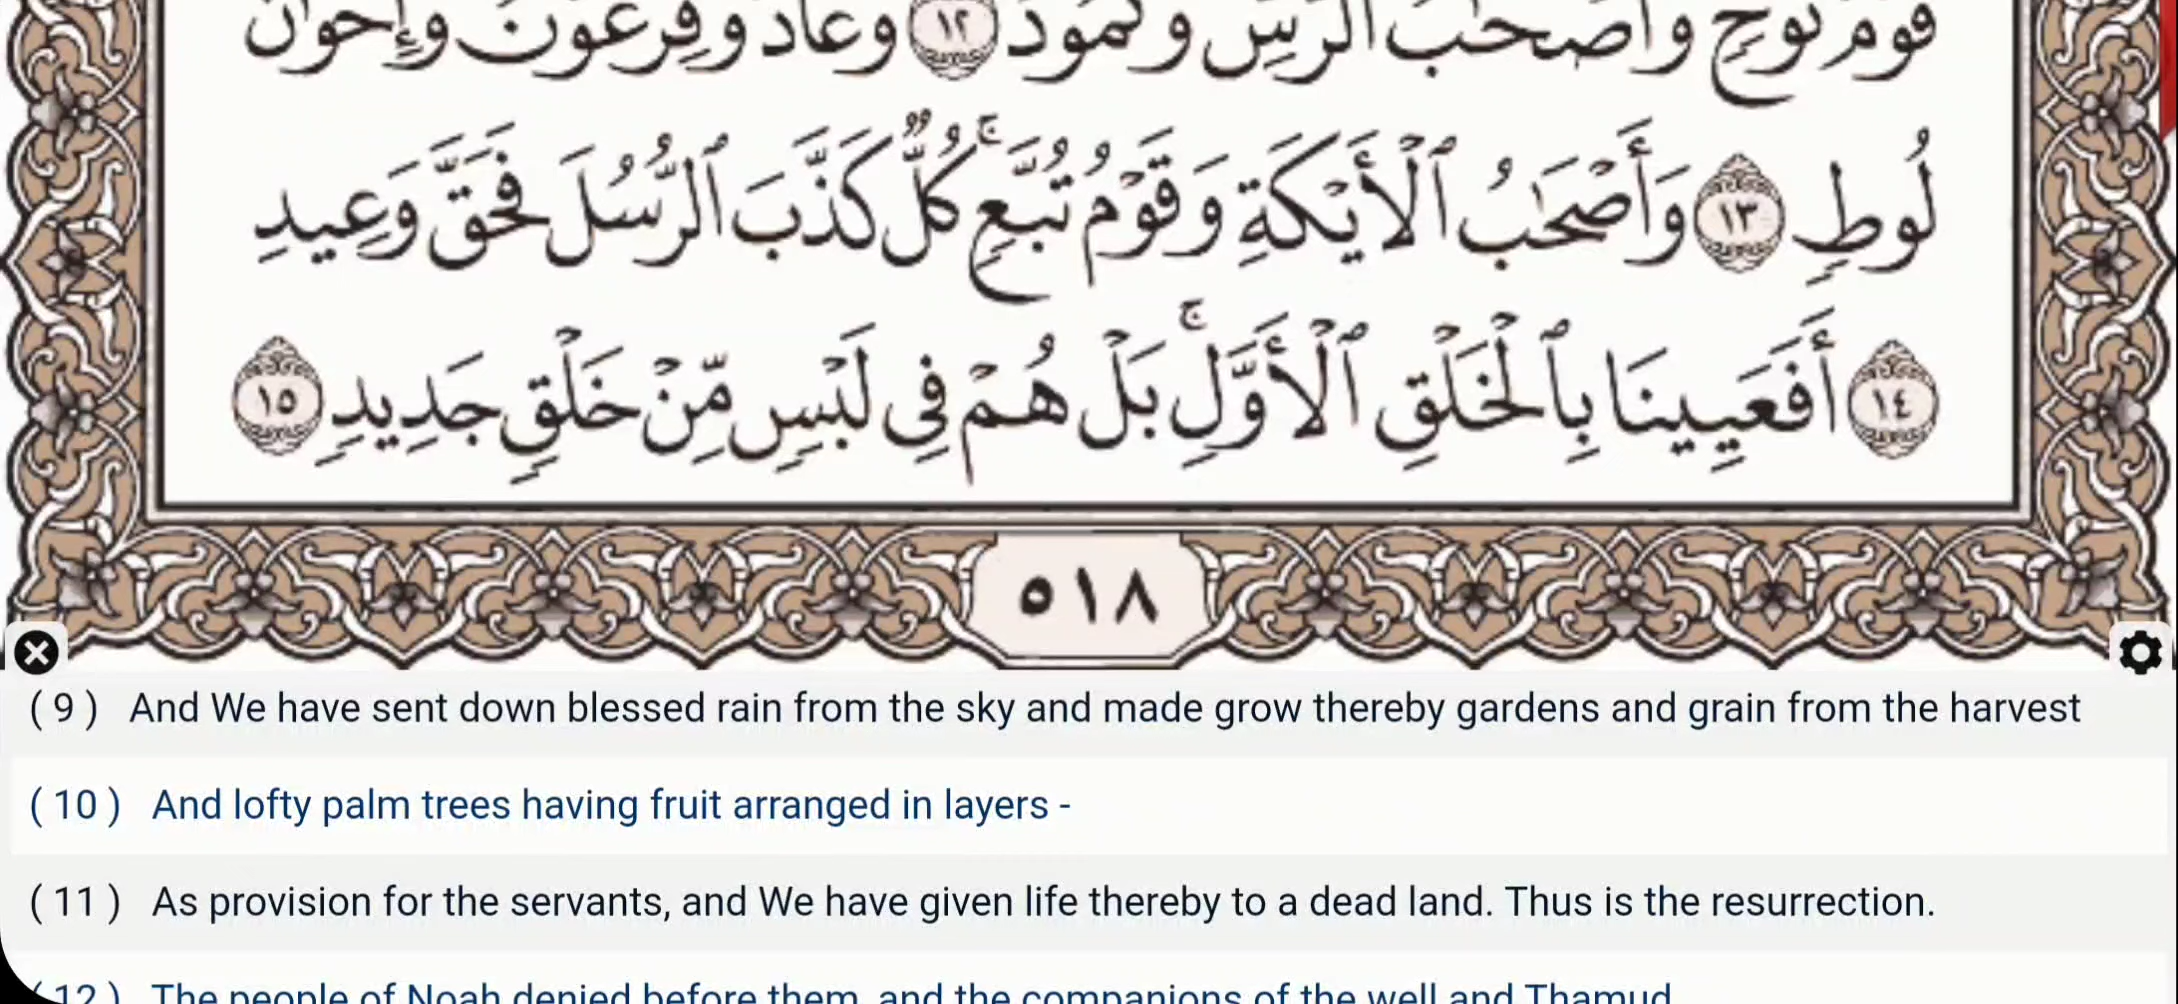 قَوۡمُ نُوحٖ وَأَصۡحَٰبُ ٱلرَّسِّ وَثَمُودُ ١٢ وَعَادٞ وَفِرۡعَوۡنُ وَإِخۡوَٰنُ
لُوطٖ ١٣ وَأَصۡحَٰبُ ٱلۡأَيۡكَةِ وَقَوۡمُ تُبَّعٖۚ كُلّٞ كَذَّبَ ٱلرُّسُلَ فَحَقَّ وَعِيدِ
١٤ أَفَعَيِينَا بِٱلۡخَلۡقِ ٱلۡأَوَّلِۚ بَلۡ هُمۡ فِي لَبۡسٖ مِّنۡ خَلۡقٖ جَدِيدٖ ١٥
٥١٨
( 9 ) And We have sent down blessed rain from the sky and made grow thereby gardens and grain from the harvest
( 10 ) And lofty palm trees having fruit arranged in layers -
( 11 ) As provision for the servants, and We have given life thereby to a dead land. Thus is the resurrection.
( 12 ) The people of Noah denied before them, and the companions of the well and Thamud